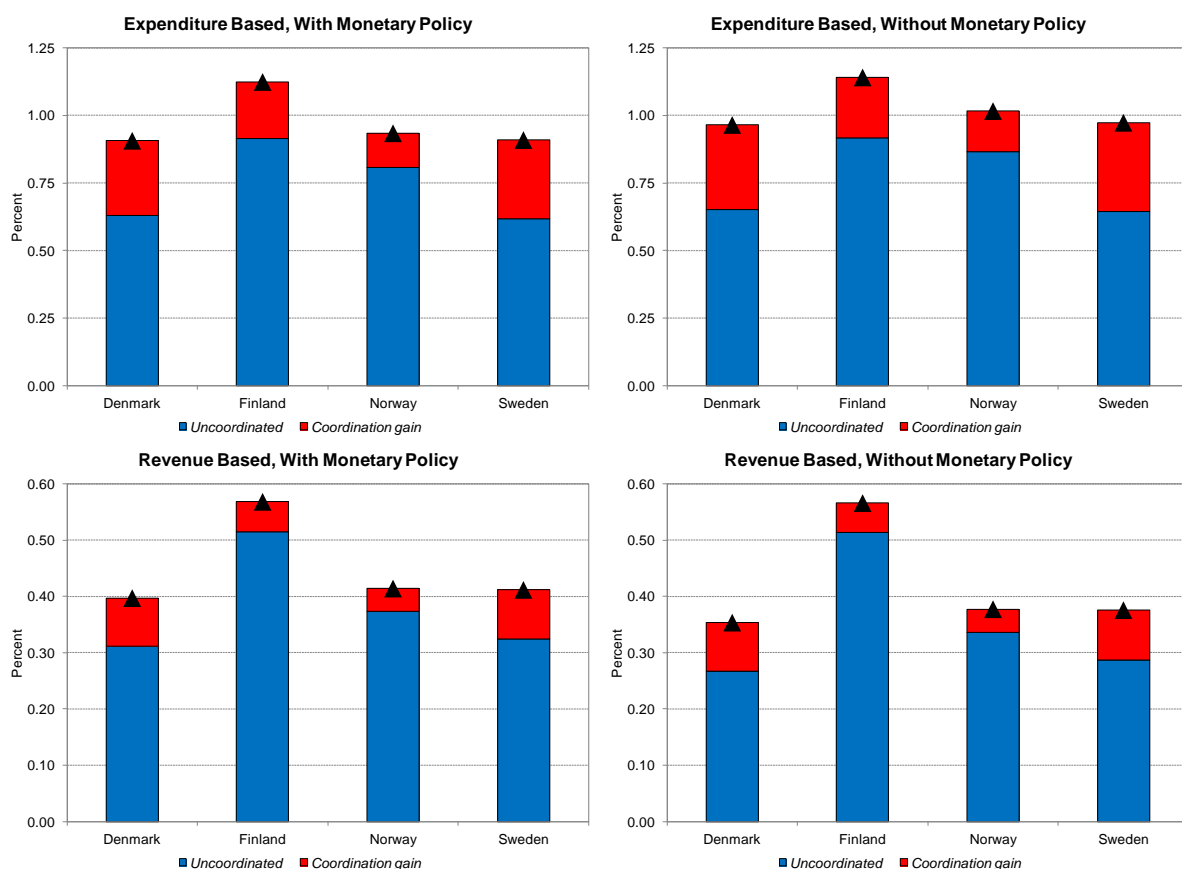 Expenditure Based, With Monetary Policy
1.25
1.00
0.75
0.50
0.25
0.00
Percent
Denmark Finland Norway Sweden
Uncoordinated Coordination gain
Expenditure Based, Without Monetary Policy
1.25
1.00
0.75
0.50
0.25
0.00
Percent
Denmark Finland Norway Sweden
Uncoordinated Coordination gain
Revenue Based, With Monetary Policy
0.60
0.50
0.40
0.30
0.20
0.10
0.00
Percent
Denmark Finland Norway Sweden
Uncoordinated Coordination gain
Revenue Based, Without Monetary Policy
0.60
0.50
0.40
0.30
0.20
0.10
0.00
Percent
Denmark Finland Norway Sweden
Uncoordinated Coordination gain